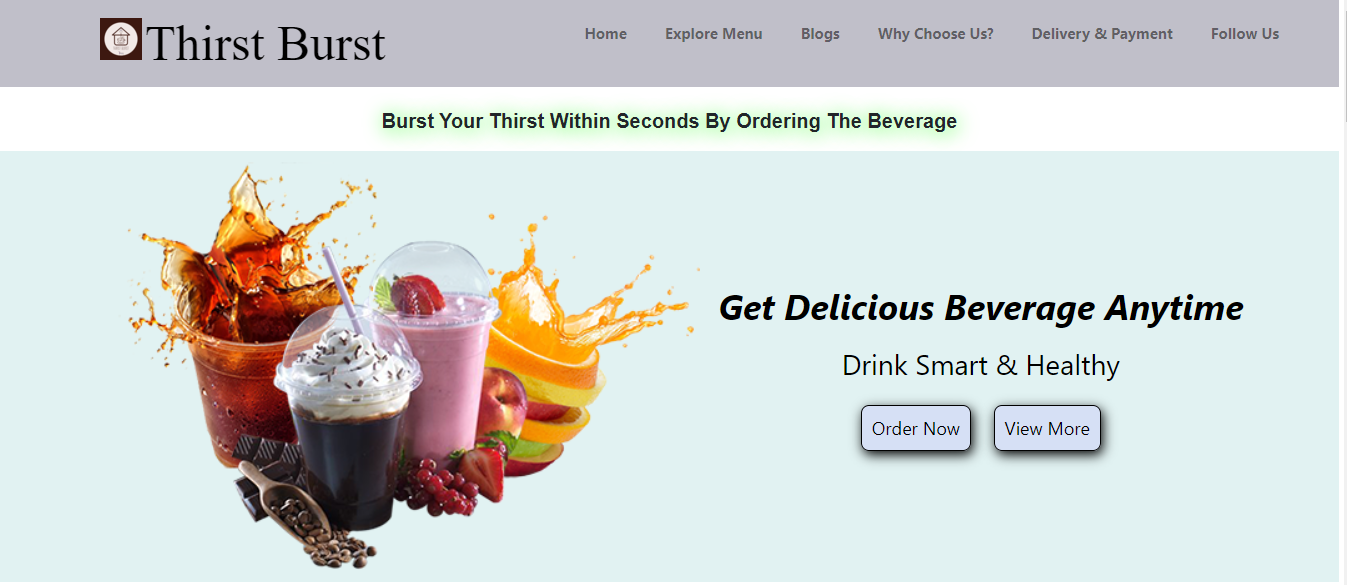 Thirst Burst
Home Explore Menu Blogs Why Choose Us? Delivery & Payment Follow Us
Burst Your Thirst Within Seconds By Ordering The Beverage
Get Delicious Beverage Anytime
Drink Smart & Healthy
Order Now View More